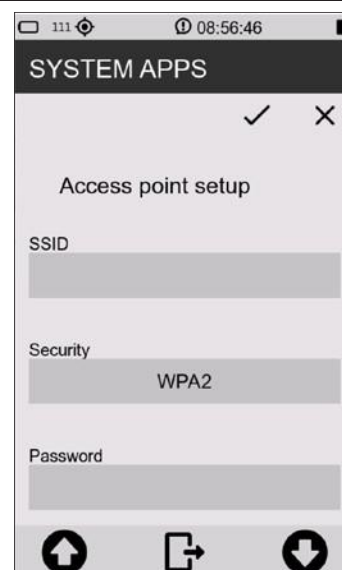 111 08:56:46
SYSTEM APPS
Access point setup
SSID
Security
WPA2
Password